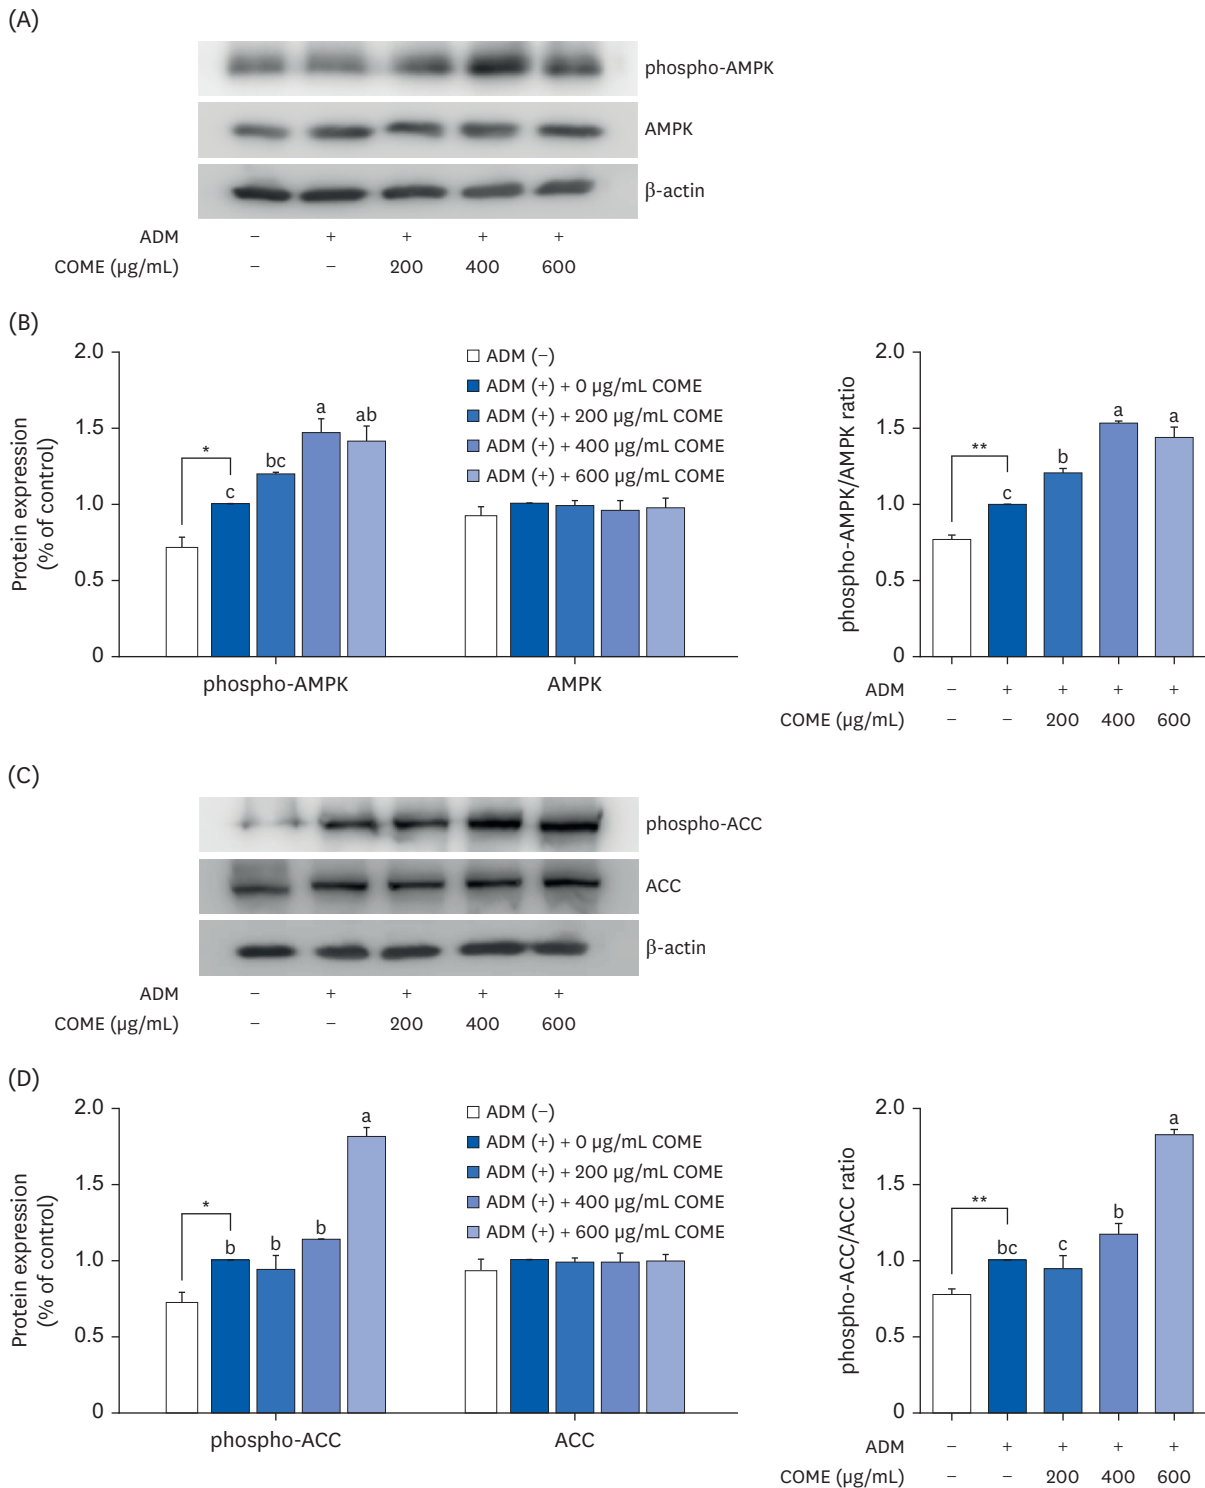 (A)
phospho-AMPK
AMPK
β-actin
ADM − + + + +
COME (µg/mL) − − 200 400 600
(B)
Protein expression
(% of control)
2.0
1.5
1.0
0.5
0
* c bc a ab
phospho-AMPK AMPK
ADM (−)
ADM (+) + 0 µg/mL COME
ADM (+) + 200 µg/mL COME
ADM (+) + 400 µg/mL COME
ADM (+) + 600 µg/mL COME
phospho-AMPK/AMPK ratio
2.0
1.5
1.0
0.5
0
** c b a a
ADM − + + + +
COME (µg/mL) − − 200 400 600
(C)
phospho-ACC
ACC
β-actin
ADM − + + + +
COME (µg/mL) − − 200 400 600
(D)
Protein expression
(% of control)
2.0
1.5
1.0
0.5
0
* b b b a
phospho-ACC ACC
ADM (−)
ADM (+) + 0 µg/mL COME
ADM (+) + 200 µg/mL COME
ADM (+) + 400 µg/mL COME
ADM (+) + 600 µg/mL COME
phospho-ACC/ACC ratio
2.0
1.5
1.0
0.5
0
** bc c b a
ADM − + + + +
COME (µg/mL) − − 200 400 600